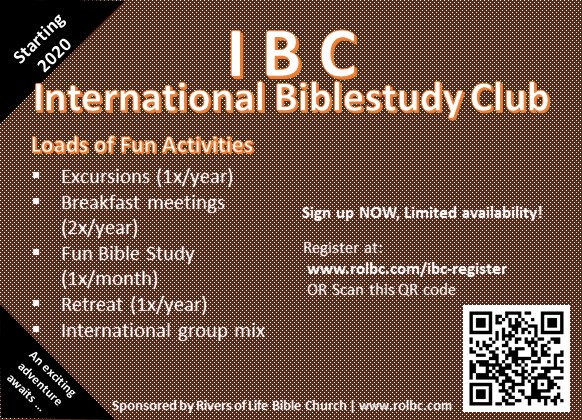 Starting
2020
I B C
International Biblestudy Club
Loads of Fun Activities
▪ Excursions (1x/year)
▪ Breakfast meetings
(2x/year)
▪ Fun Bible Study
(1x/month)
▪ Retreat (1x/year)
▪ International group mix
Sign up NOW, Limited availability!
Register at:
www.rolbc.com/ibc-register
OR Scan this QR code
An exciting
adventure
awaits ...
Sponsored by Rivers of Life Bible Church | www.rolbc.com